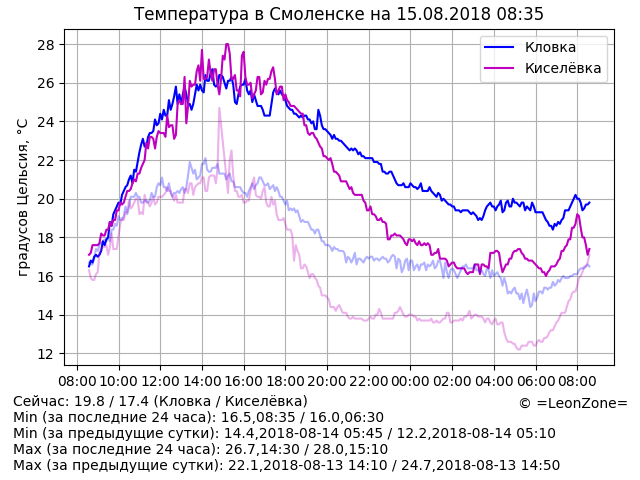 Температура в Смоленске на 15.08.2018 08:35
градусов Цельсия, °C
28
26
24
22
20
18
16
14
12
Кловка
Киселёвка
08:00 10:00 12:00 14:00 16:00 18:00 20:00 22:00 00:00 02:00 04:00 06:00 08:00
Сейчас: 19.8 / 17.4 (Кловка / Киселёвка)
© =LeonZone=
Min (за последние 24 часа): 16.5,08:35 / 16.0,06:30
Min (за предыдущие сутки): 14.4,2018-08-14 05:45 / 12.2,2018-08-14 05:10
Max (за последние 24 часа): 26.7,14:30 / 28.0,15:10
Max (за предыдущие сутки): 22.1,2018-08-13 14:10 / 24.7,2018-08-13 14:50